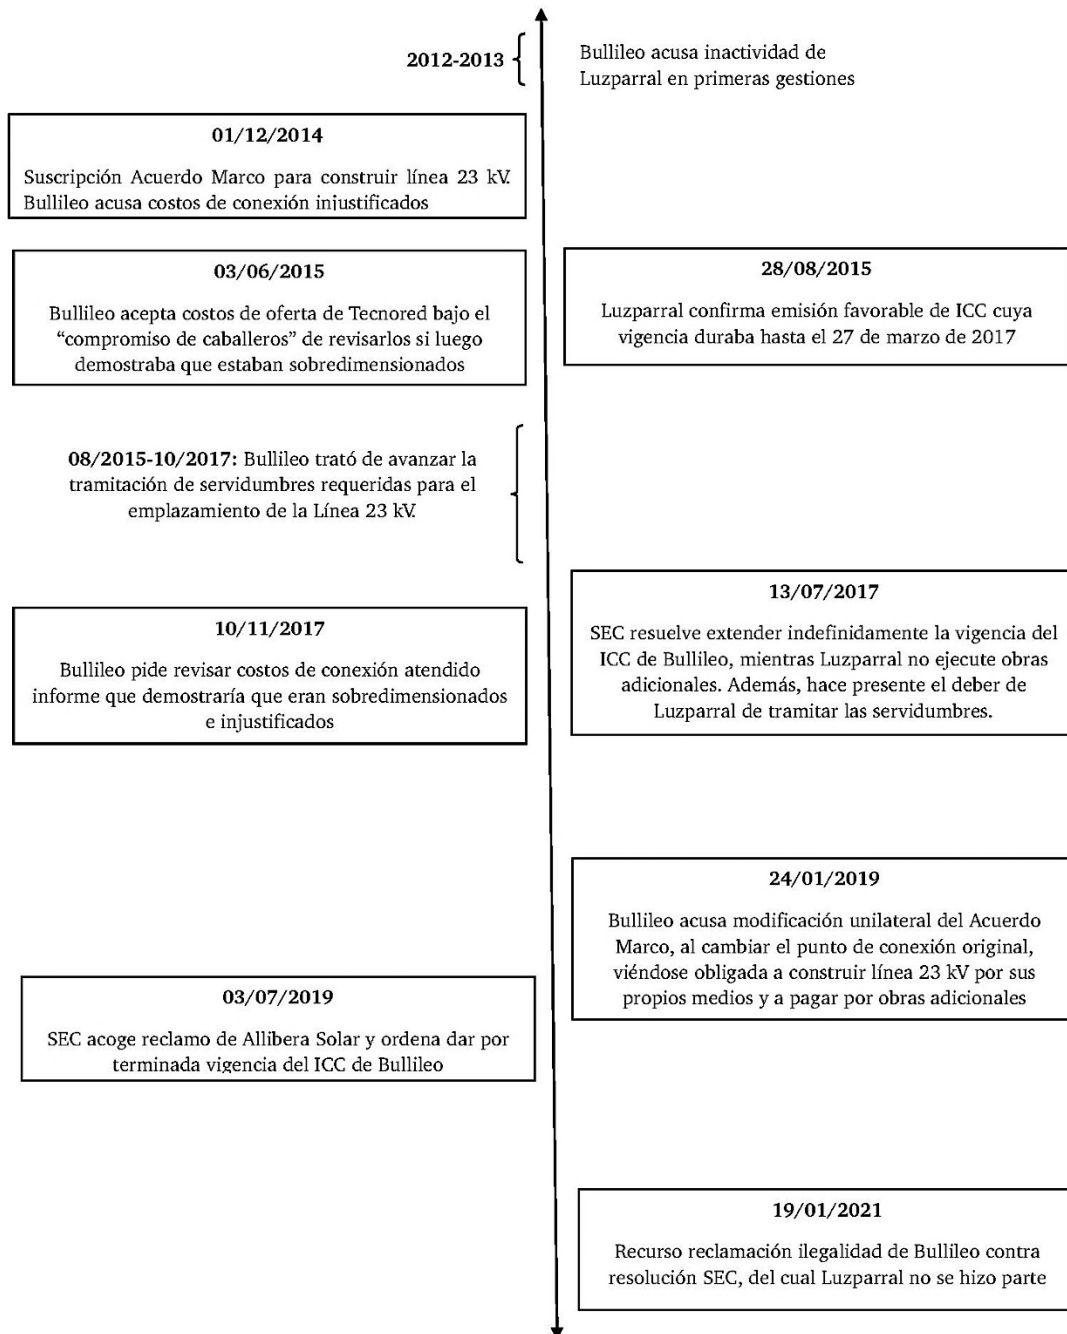 2012-2013
Bullileo acusa inactividad de
Luzparral en primeras gestiones
01/12/2014
Suscripción Acuerdo Marco para construir línea 23 kV.
Bullileo acusa costos de conexión injustificados
03/06/2015
Bullileo acepta costos de oferta de Tecnored bajo el
“compromiso de caballeros” de revisarlos si luego
demostraba que estaban sobredimensionados
28/08/2015
Luzparral confirma emisión favorable de ICC cuya
vigencia duraba hasta el 27 de marzo de 2017
08/2015-10/2017: Bullileo trató de avanzar la
tramitación de servidumbres requeridas para el
emplazamiento de la Línea 23 kV.
13/07/2017
SEC resuelve extender indefinidamente la vigencia del
ICC de Bullileo, mientras Luzparral no ejecute obras
adicionales. Además, hace presente el deber de
Luzparral de tramitar las servidumbres.
10/11/2017
Bullileo pide revisar costos de conexión atendido
informe que demostraría que eran sobredimensionados
e injustificados
24/01/2019
Bullileo acusa modificación unilateral del Acuerdo
Marco, al cambiar el punto de conexión original,
viéndose obligada a construir línea 23 kV por sus
propios medios y a pagar por obras adicionales
03/07/2019
SEC acoge reclamo de Allibera Solar y ordena dar por
terminada vigencia del ICC de Bullileo
19/01/2021
Recurso reclamación ilegalidad de Bullileo contra
resolución SEC, del cual Luzparral no se hizo parte